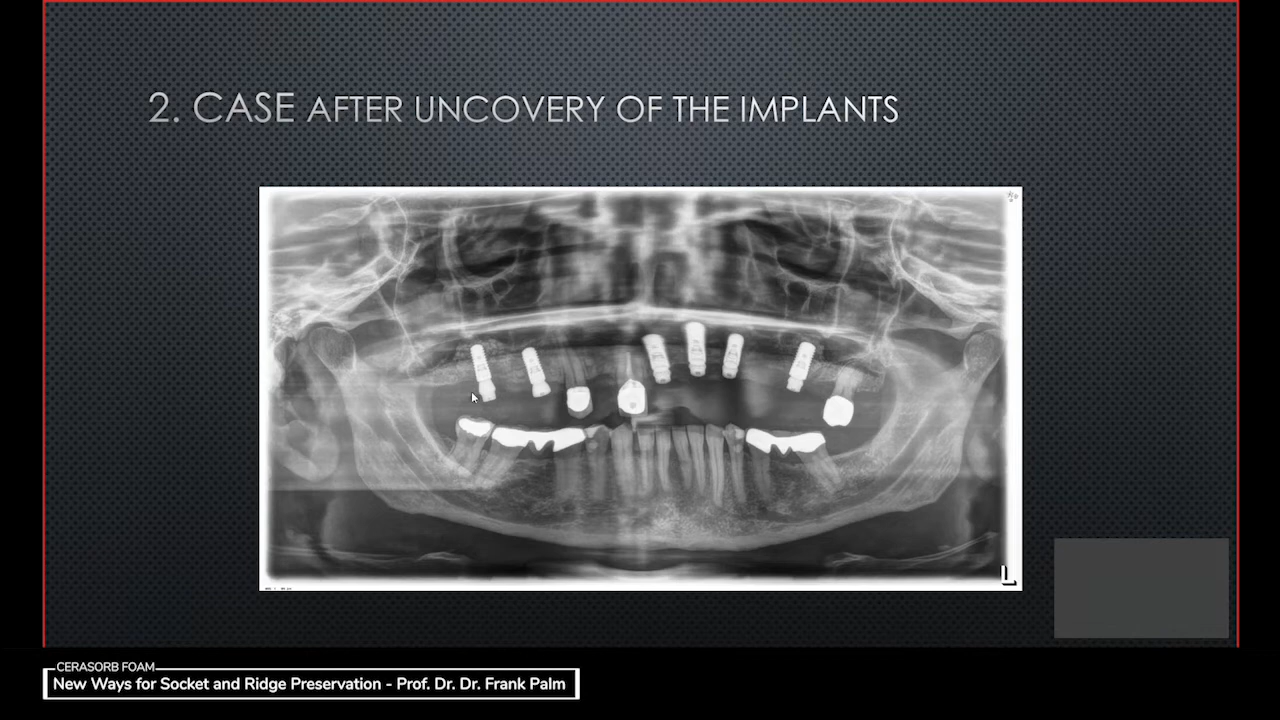 2. CASE AFTER UNCOVERY OF THE IMPLANTS
L
CERASORB FOAM
New Ways for Socket and Ridge Preservation - Prof. Dr. Dr. Frank Palm